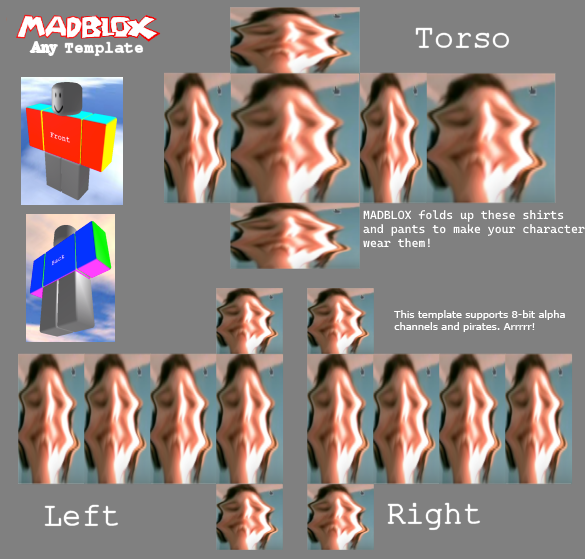 MADBLOX
Any Template
Torso
Front
MADBLOX folds up these shirts
and pants to make your character
wear them!
Back
This template supports 8-bit alpha
channels and pirates. Arrrrr!
Left
Right